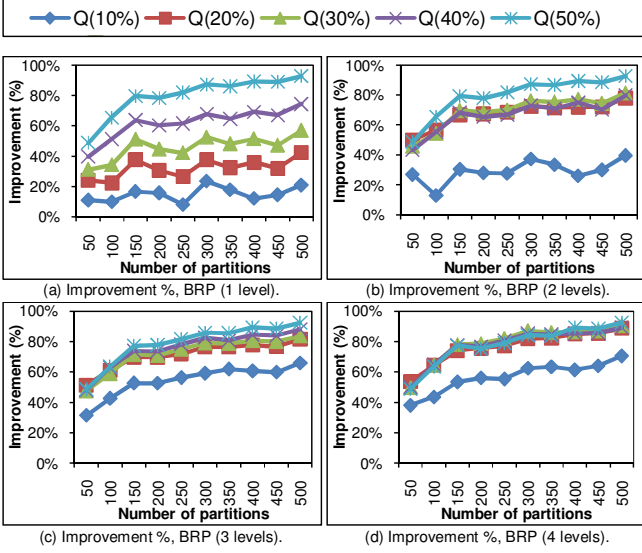 Q(10%) Q(20%) Q(30%) Q(40%) Q(50%)
Improvement (%)
100%
80%
60%
40%
20%
0%
50 100 150 200 250 300 350 400 450 500
Number of partitions
(a) Improvement %, BRP (1 level).
Improvement (%)
100%
80%
60%
40%
20%
0%
50 100 150 200 250 300 350 400 450 500
Number of partitions
(b) Improvement %, BRP (2 levels).
Improvement (%)
100%
80%
60%
40%
20%
0%
50 100 150 200 250 300 350 400 450 500
Number of partitions
(c) Improvement %, BRP (3 levels).
Improvement (%)
100%
80%
60%
40%
20%
0%
50 100 150 200 250 300 350 400 450 500
Number of partitions
(d) Improvement %, BRP (4 levels).